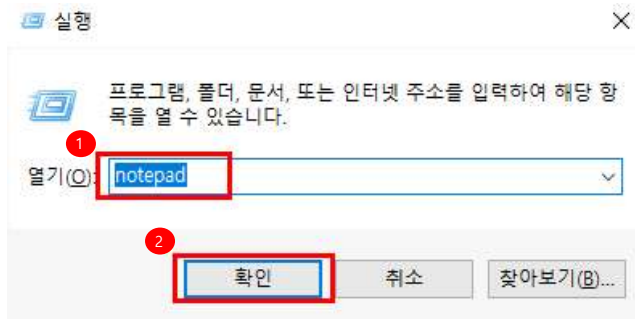 실행
프로그램, 폴더, 문서, 또는 인터넷 주소를 입력하여 해당 항
목을 열 수 있습니다.
1
열기(O): notepad
2
확인 취소 찾아보기(B)...